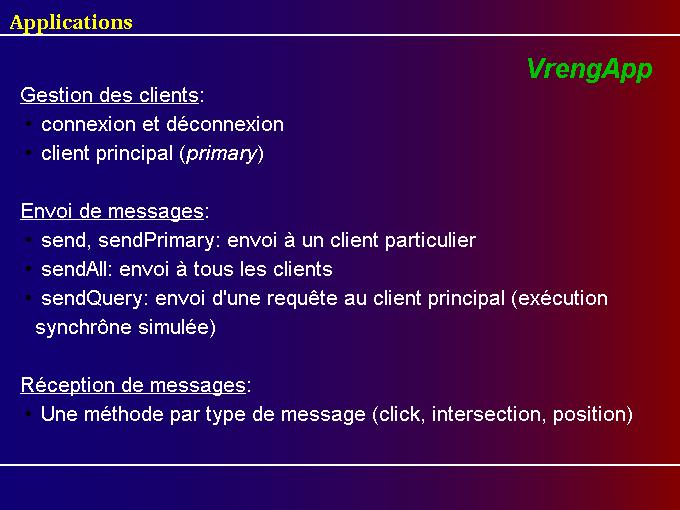 Applications
VrengApp
Gestion des clients:
• connexion et déconnexion
• client principal (primary)
Envoi de messages:
• send, sendPrimary: envoi à un client particulier
• sendAll: envoi à tous les clients
• sendQuery: envoi d'une requête au client principal (exécution
synchrône simulée)
Réception de messages:
• Une méthode par type de message (click, intersection, position)